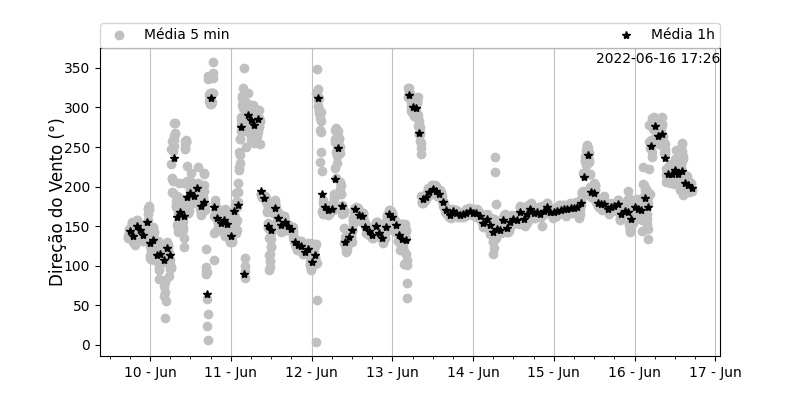 Média 5 min
Média 1h
2022-06-16 17:26
Direção do Vento (°)
350
300
250
200
150
100
50
0
10 - Jun
11 - Jun
12 - Jun
13 - Jun
14 - Jun
15 - Jun
16 - Jun
17 - Jun